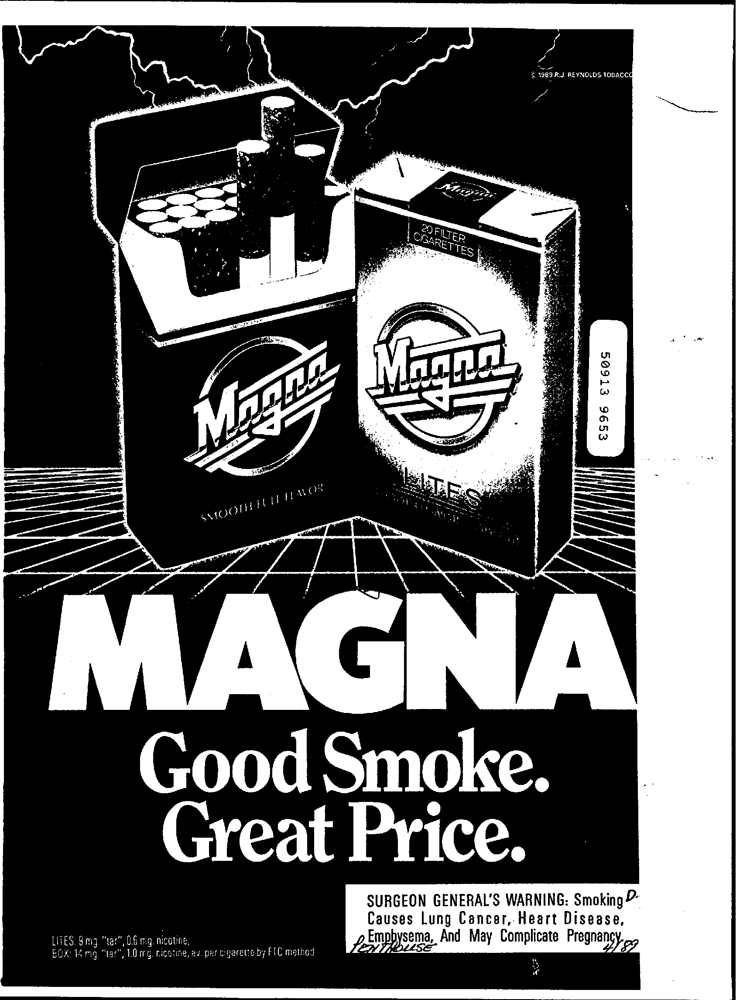 © 1989 R.J. REYNOLDS TOBACCO
Magna
20 FILTER
CIGARETTES
Magna
Magna
LITES
SMOOTH FULL FLAVOR
50913 9653
MAGNA
Good Smoke.
Great Price.
SURGEON GENERAL'S WARNING: Smoking D.
Causes Lung Cancer, Heart Disease,
Emphysema, And May Complicate Pregnancy.
PENTHOUSE 4/89
LITES: 9 mg. "tar", 0.6 mg. nicotine,
BOX: 14 mg. "tar", 1.0 mg. nicotine, av. per cigarette by FTC method